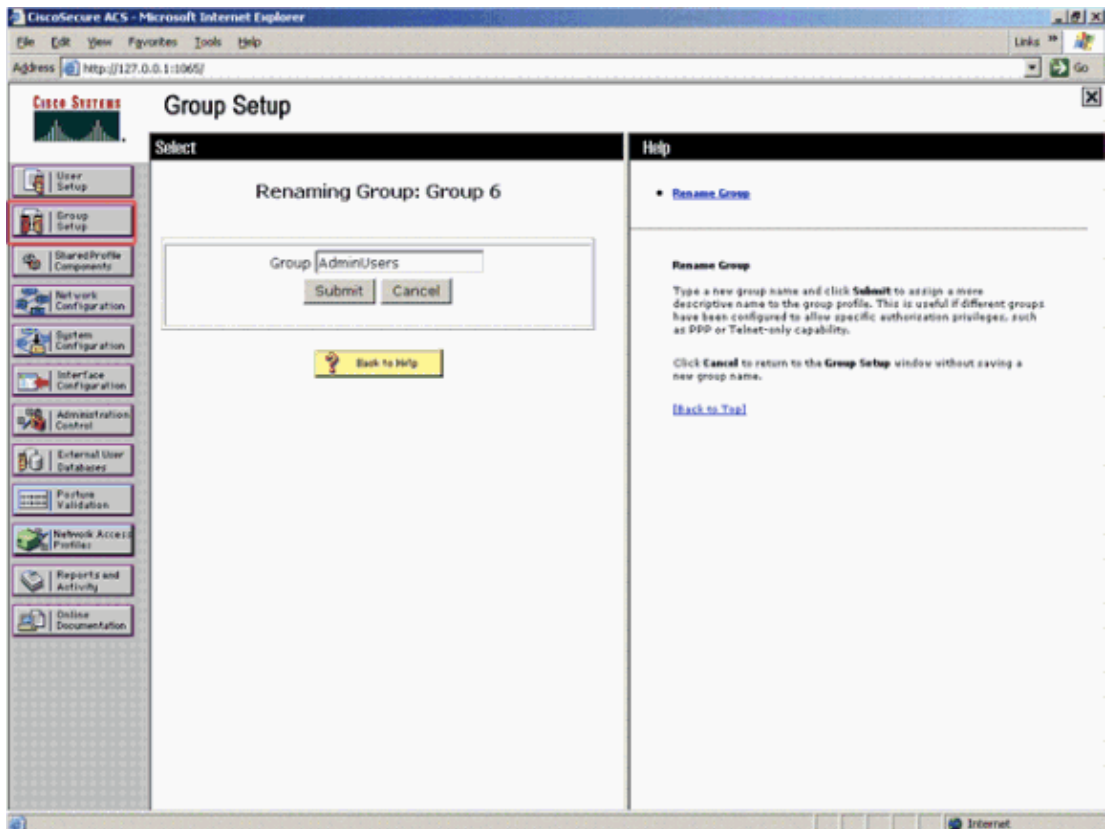 CiscoSecure ACS - Microsoft Internet Explorer
File Edit View Favorites Tools Help
Links »
Address http://127.0.0.1:1065/
Go
CISCO SYSTEMS
Group Setup
Select
Help
User
Setup
Group
Setup
Shared Profile
Components
Network
Configuration
System
Configuration
Interface
Configuration
Administration
Control
External User
Databases
Posture
Validation
Network Access
Profiles
Reports and
Activity
Online
Documentation
Renaming Group: Group 6
Group AdminUsers
Submit Cancel
? Back to Help
• Rename Group
Rename Group
Type a new group name and click Submit to assign a more
descriptive name to the group profile. This is useful if different groups
have been configured to allow specific authorization privileges, such
as PPP or Telnet-only capability.
Click Cancel to return to the Group Setup window without saving a
new group name.
[Back to Top]
Internet